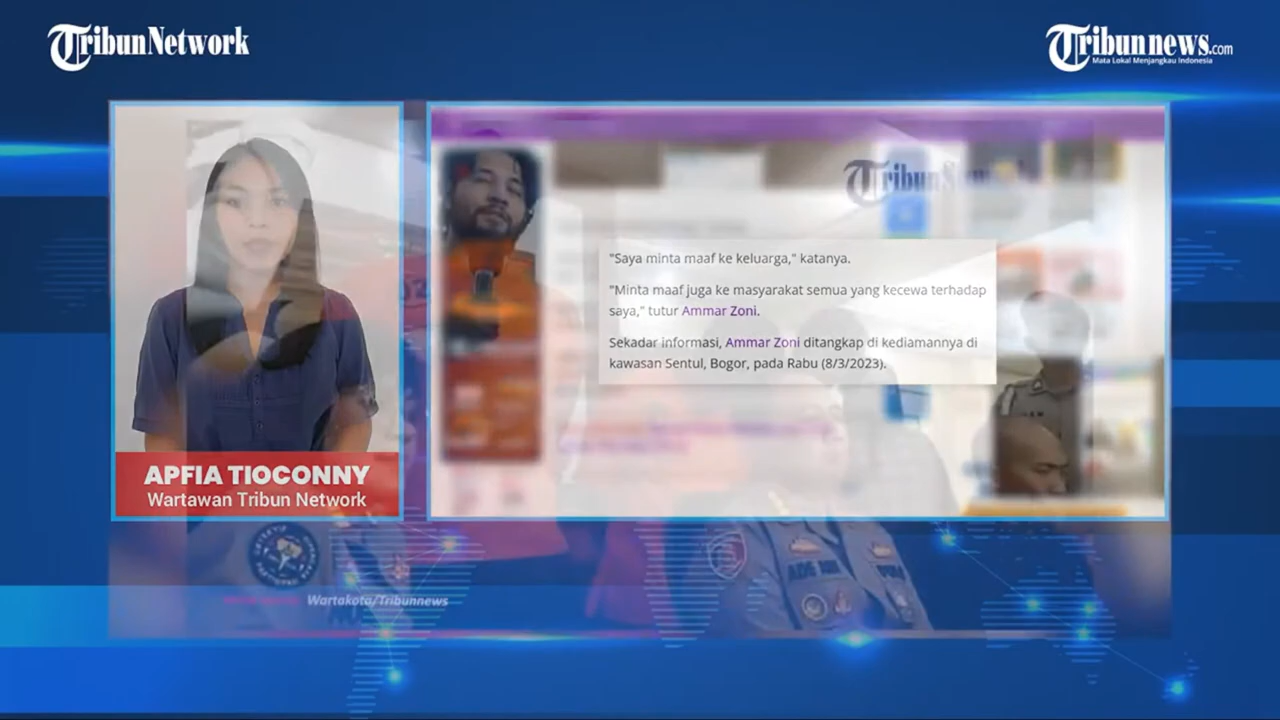 TribunNetwork
Tribunnews.com
Mata Lokal Menjangkau Indonesia
"Saya minta maaf ke keluarga," katanya.
"Minta maaf juga ke masyarakat semua yang kecewa terhadap
saya," tutur Ammar Zoni.
Sekadar informasi, Ammar Zoni ditangkap di kediamannya di
kawasan Sentul, Bogor, pada Rabu (8/3/2023).
APFIA TIOCONNY
Wartawan Tribun Network
Wartakota/Tribunnews